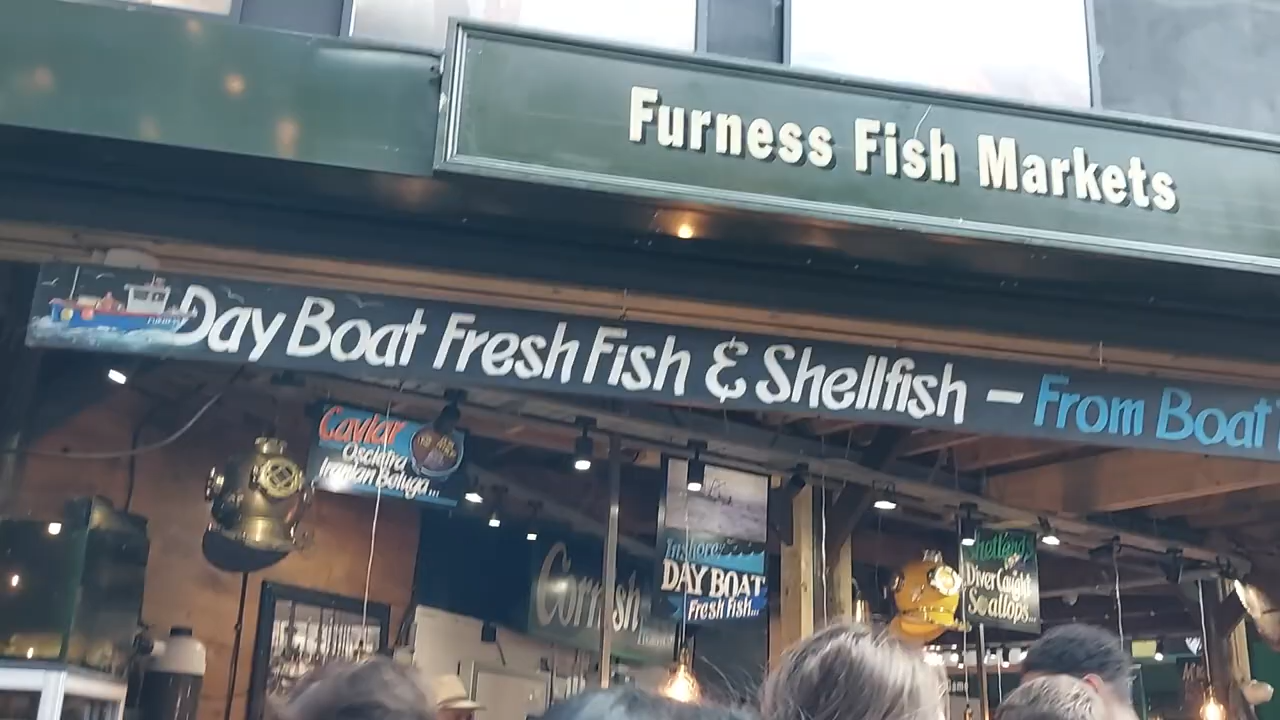 Furness Fish Markets
Day Boat Fresh Fish & Shellfish – From Boat
Caviar
Oscietra
Iranian Beluga...
Cornish
Inshore
DAY BOAT
Fresh Fish...
Shetlands
Diver Caught
Scallops...